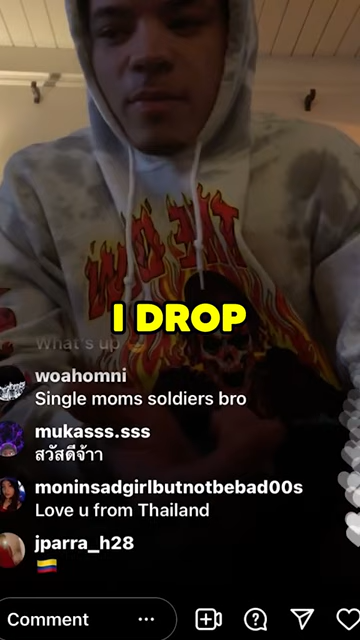 I DROP
What's up
woahomni
Single moms soldiers bro
mukasss.sss
สวัสดีจ้าา
moninsadgirlbutnotbebad00s
Love u from Thailand
jparra_h28
🇨🇴
Comment